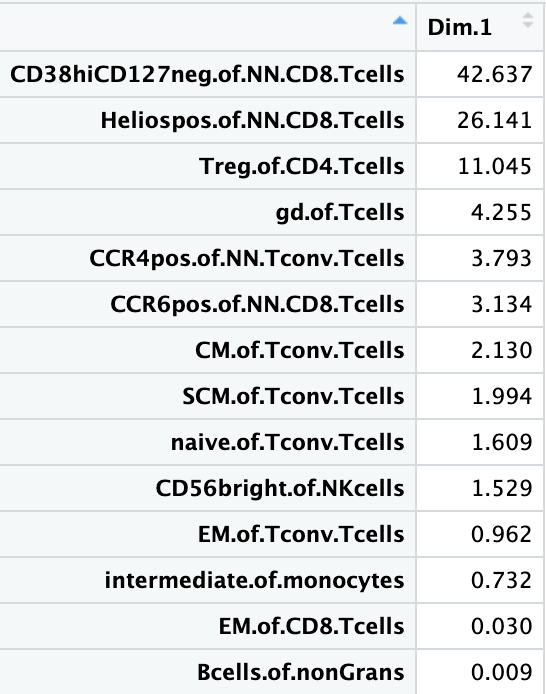 Dim.1
CD38hiCD127neg.of.NN.CD8.Tcells 42.637
Heliospos.of.NN.CD8.Tcells 26.141
Treg.of.CD4.Tcells 11.045
gd.of.Tcells 4.255
CCR4pos.of.NN.Tconv.Tcells 3.793
CCR6pos.of.NN.CD8.Tcells 3.134
CM.of.Tconv.Tcells 2.130
SCM.of.Tconv.Tcells 1.994
naive.of.Tconv.Tcells 1.609
CD56bright.of.NKcells 1.529
EM.of.Tconv.Tcells 0.962
intermediate.of.monocytes 0.732
EM.of.CD8.Tcells 0.030
Bcells.of.nonGrans 0.009